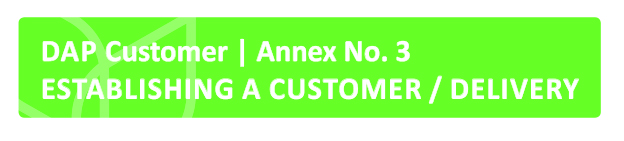 DAP Customer | Annex No. 3
ESTABLISHING A CUSTOMER / DELIVERY